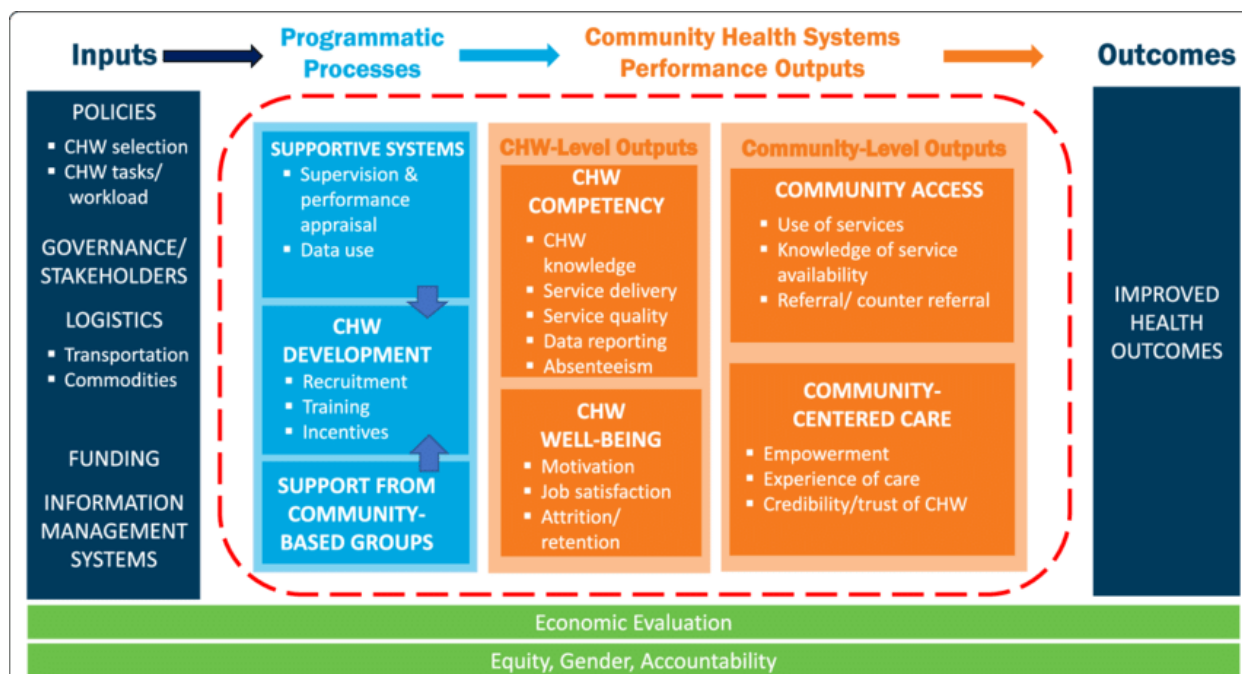 Inputs
Programmatic
Processes
Community Health Systems
Performance Outputs
Outcomes
POLICIES
▪ CHW selection
▪ CHW tasks/
workload
GOVERNANCE/
STAKEHOLDERS
LOGISTICS
▪ Transportation
▪ Commodities
FUNDING
INFORMATION
MANAGEMENT
SYSTEMS
SUPPORTIVE SYSTEMS
▪ Supervision &
performance
appraisal
▪ Data use
CHW
DEVELOPMENT
▪ Recruitment
▪ Training
▪ Incentives
SUPPORT FROM
COMMUNITY-
BASED GROUPS
CHW-Level Outputs
CHW
COMPETENCY
▪ CHW
knowledge
▪ Service delivery
▪ Service quality
▪ Data reporting
▪ Absenteeism
CHW
WELL-BEING
▪ Motivation
▪ Job satisfaction
▪ Attrition/
retention
Community-Level Outputs
COMMUNITY ACCESS
▪ Use of services
▪ Knowledge of service
availability
▪ Referral/ counter referral
COMMUNITY-
CENTERED CARE
▪ Empowerment
▪ Experience of care
▪ Credibility/trust of CHW
IMPROVED
HEALTH
OUTCOMES
Economic Evaluation
Equity, Gender, Accountability